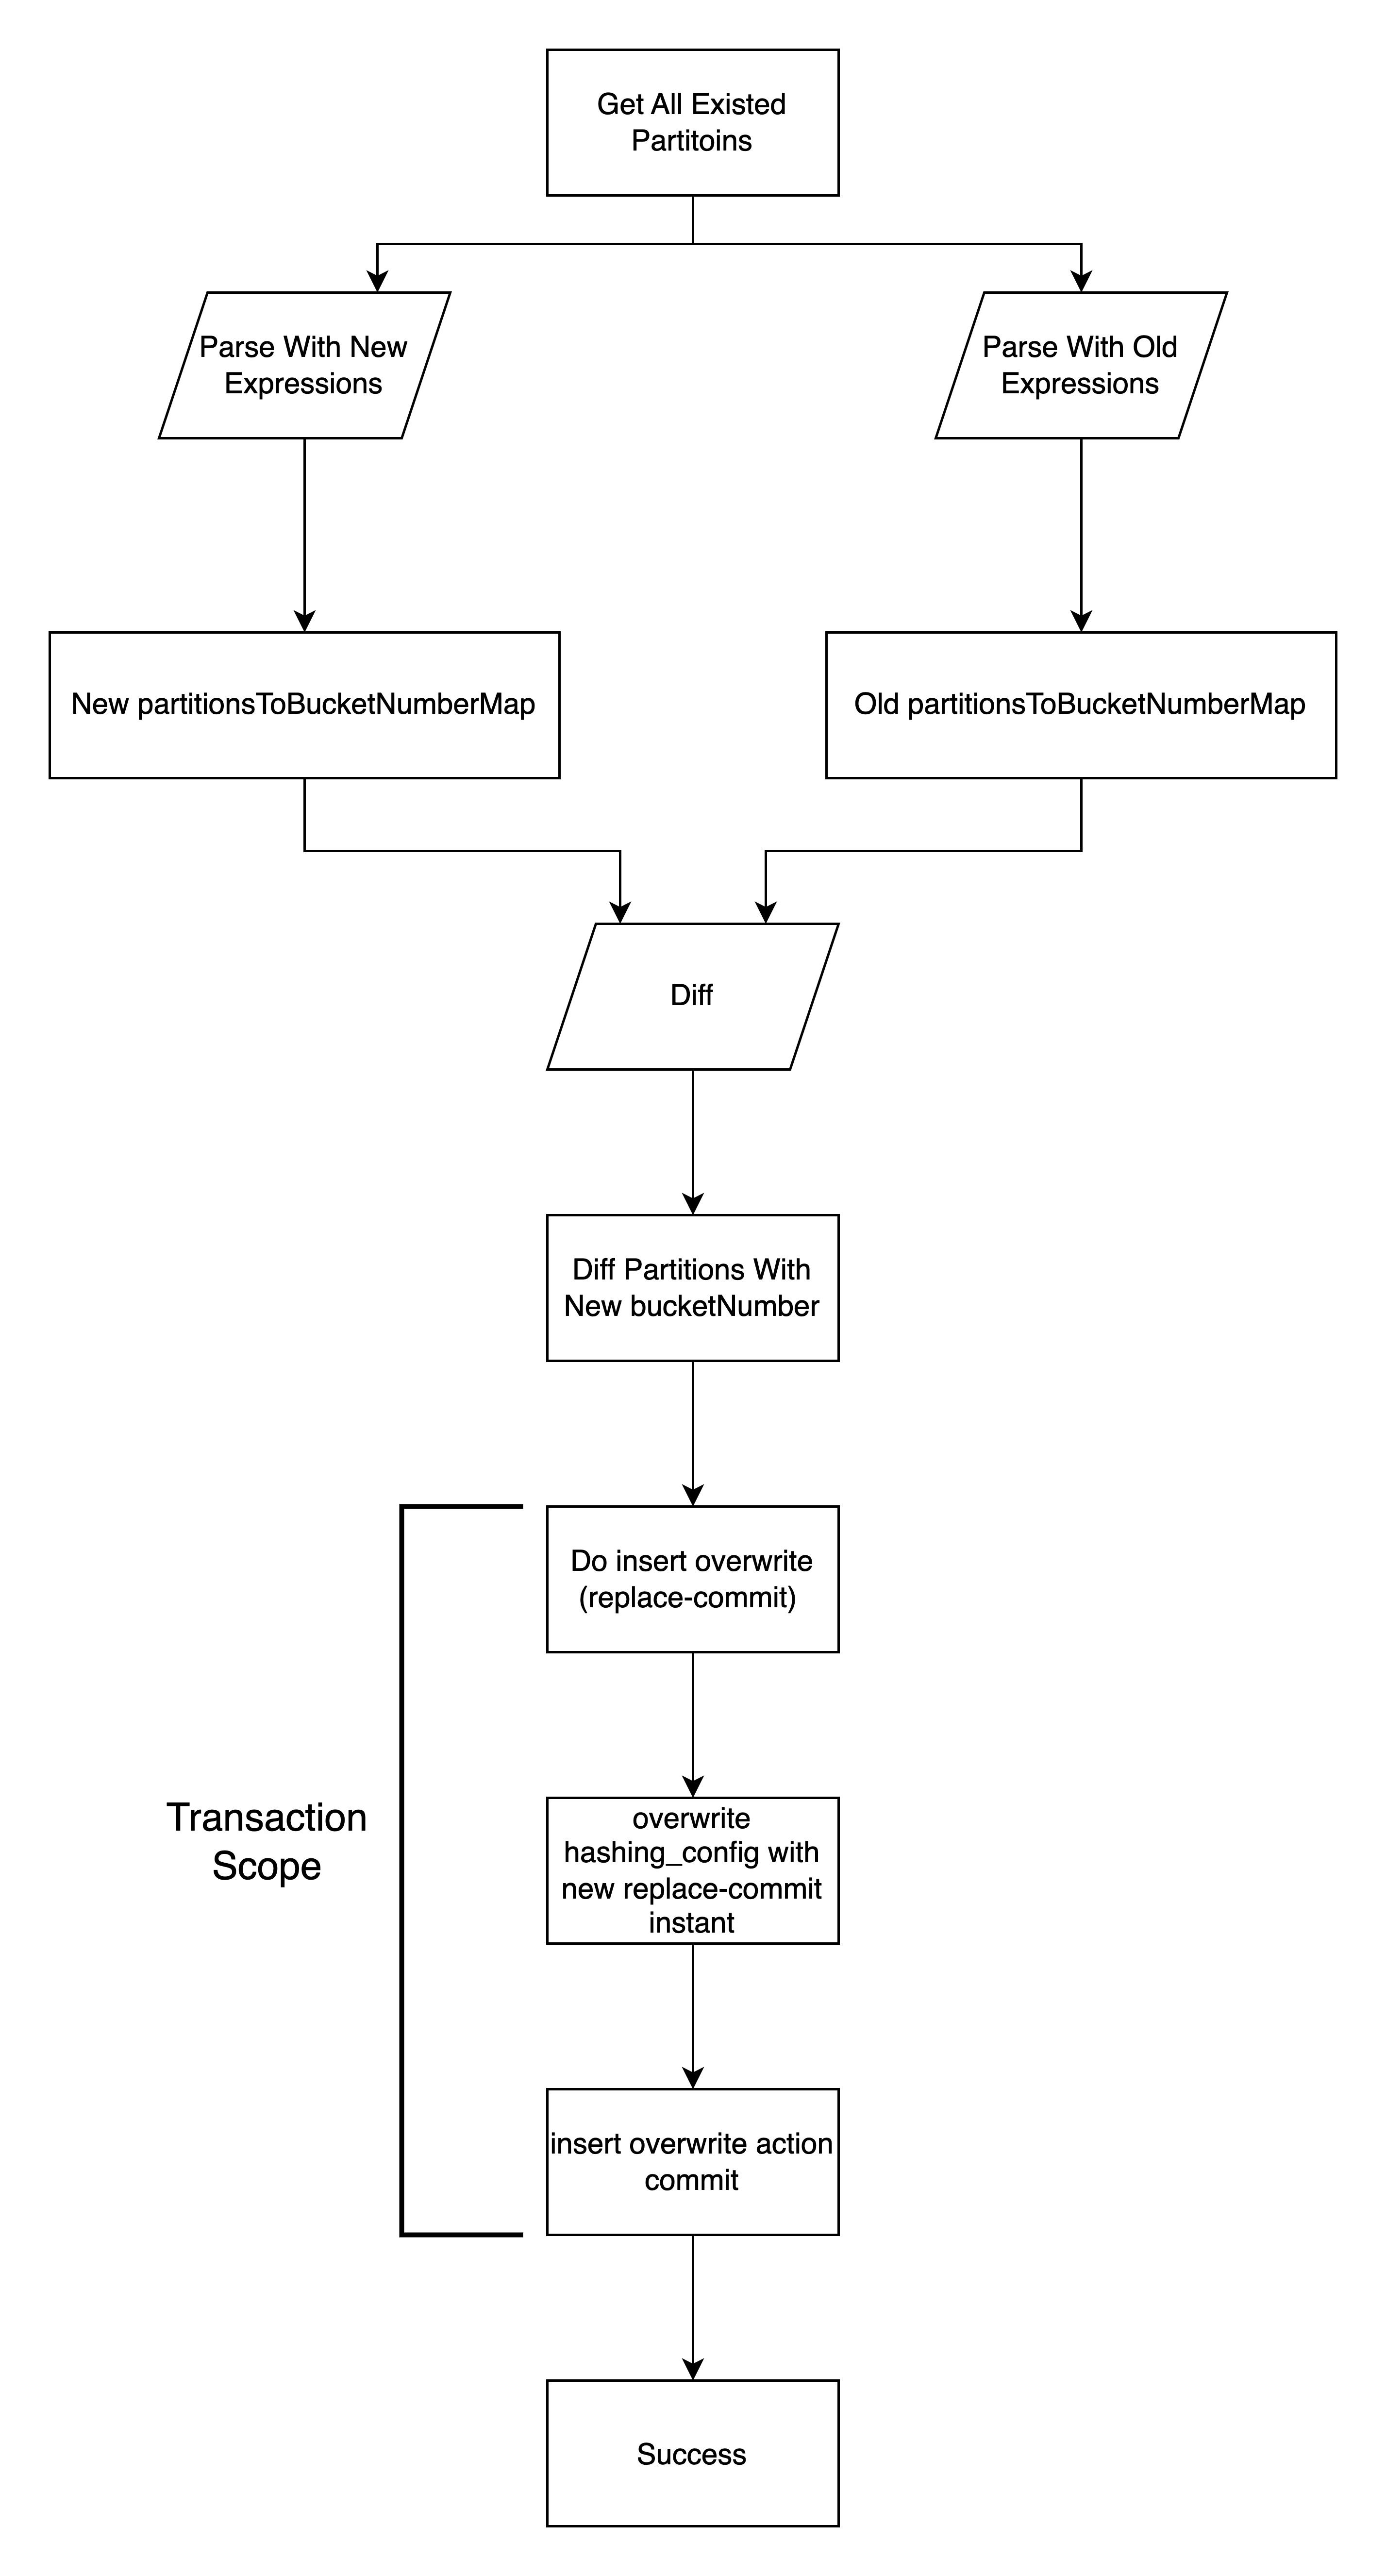 Get All Existed
Partitoins
Parse With New
Expressions
Parse With Old
Expressions
New partitionsToBucketNumberMap
Old partitionsToBucketNumberMap
Diff
Diff Partitions With
New bucketNumber
Do insert overwrite
(replace-commit)
Transaction
Scope
overwrite
hashing_config with
new replace-commit
instant
insert overwrite action
commit
Success